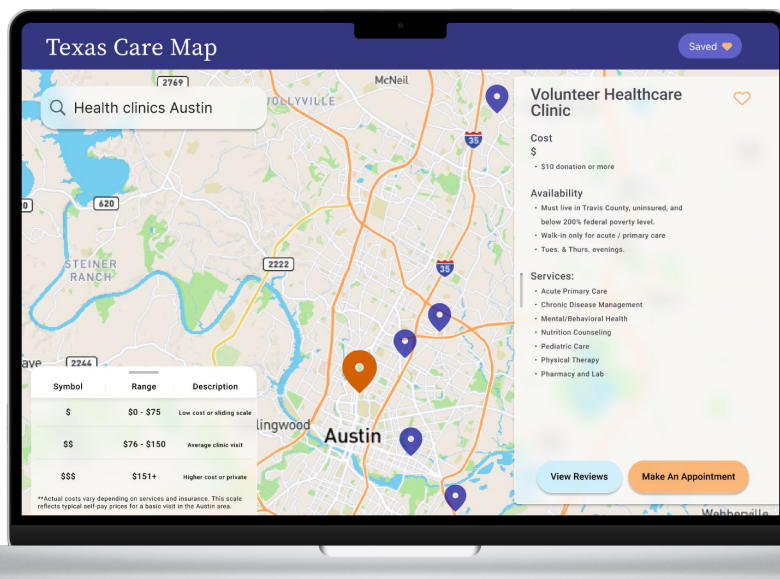 Texas Care Map
Saved
Health clinics Austin
2769
McNeil
JOLLYVILLE
35
620
STEINER
RANCH
2222
35
2244
Austin
Webberville
Symbol Range Description
$ $0 - $75 Low cost or sliding scale
$$ $76 - $150 Average clinic visit
$$$ $151+ Higher cost or private
**Actual costs vary depending on services and insurance. This scale
reflects typical self-pay prices for a basic visit in the Austin area.
Volunteer Healthcare
Clinic
Cost
$
• $10 donation or more
Availability
• Must live in Travis County, uninsured, and
below 200% federal poverty level.
• Walk-in only for acute / primary care
• Tues. & Thurs. evenings.
Services:
• Acute Primary Care
• Chronic Disease Management
• Mental/Behavioral Health
• Nutrition Counseling
• Pediatric Care
• Physical Therapy
• Pharmacy and Lab
View Reviews
Make An Appointment